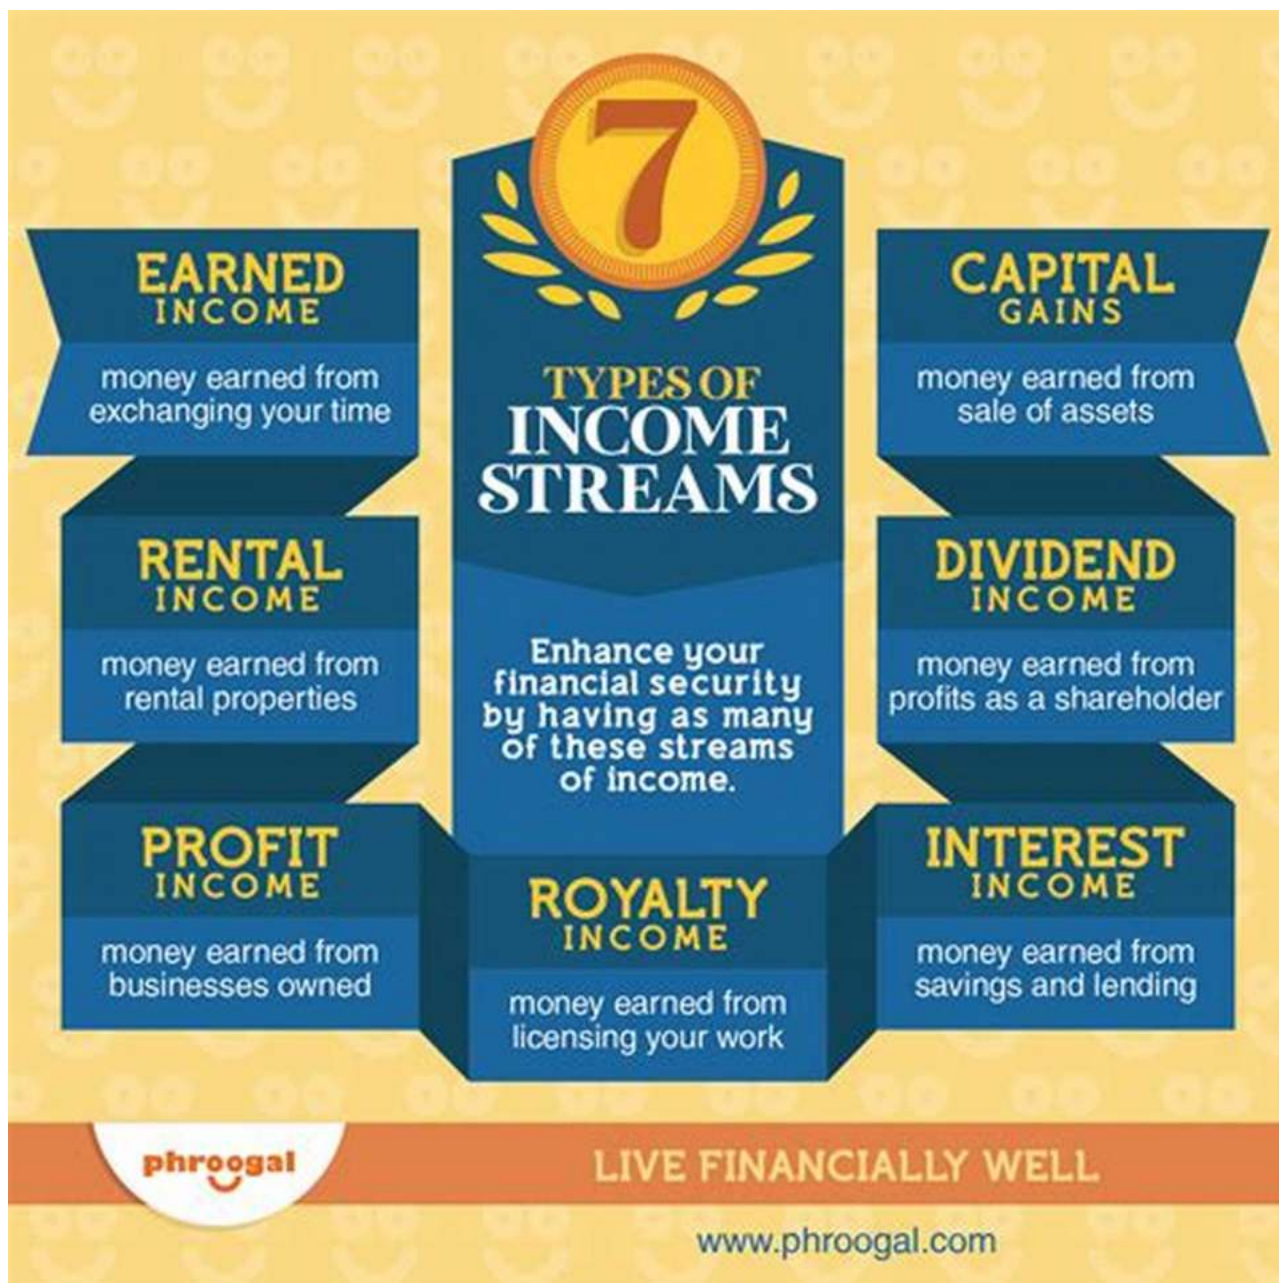 7
TYPES OF
INCOME
STREAMS
Enhance your
financial security
by having as many
of these streams
of income.
EARNED
INCOME
money earned from
exchanging your time
RENTAL
INCOME
money earned from
rental properties
PROFIT
INCOME
money earned from
businesses owned
ROYALTY
INCOME
money earned from
licensing your work
CAPITAL
GAINS
money earned from
sale of assets
DIVIDEND
INCOME
money earned from
profits as a shareholder
INTEREST
INCOME
money earned from
savings and lending
phroogal
LIVE FINANCIALLY WELL
www.phroogal.com